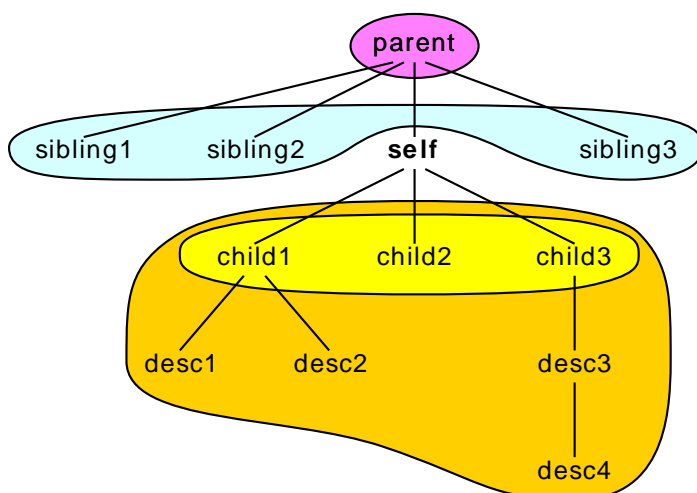 parent
sibling1 sibling2 self sibling3
child1 child2 child3
desc1 desc2 desc3
desc4